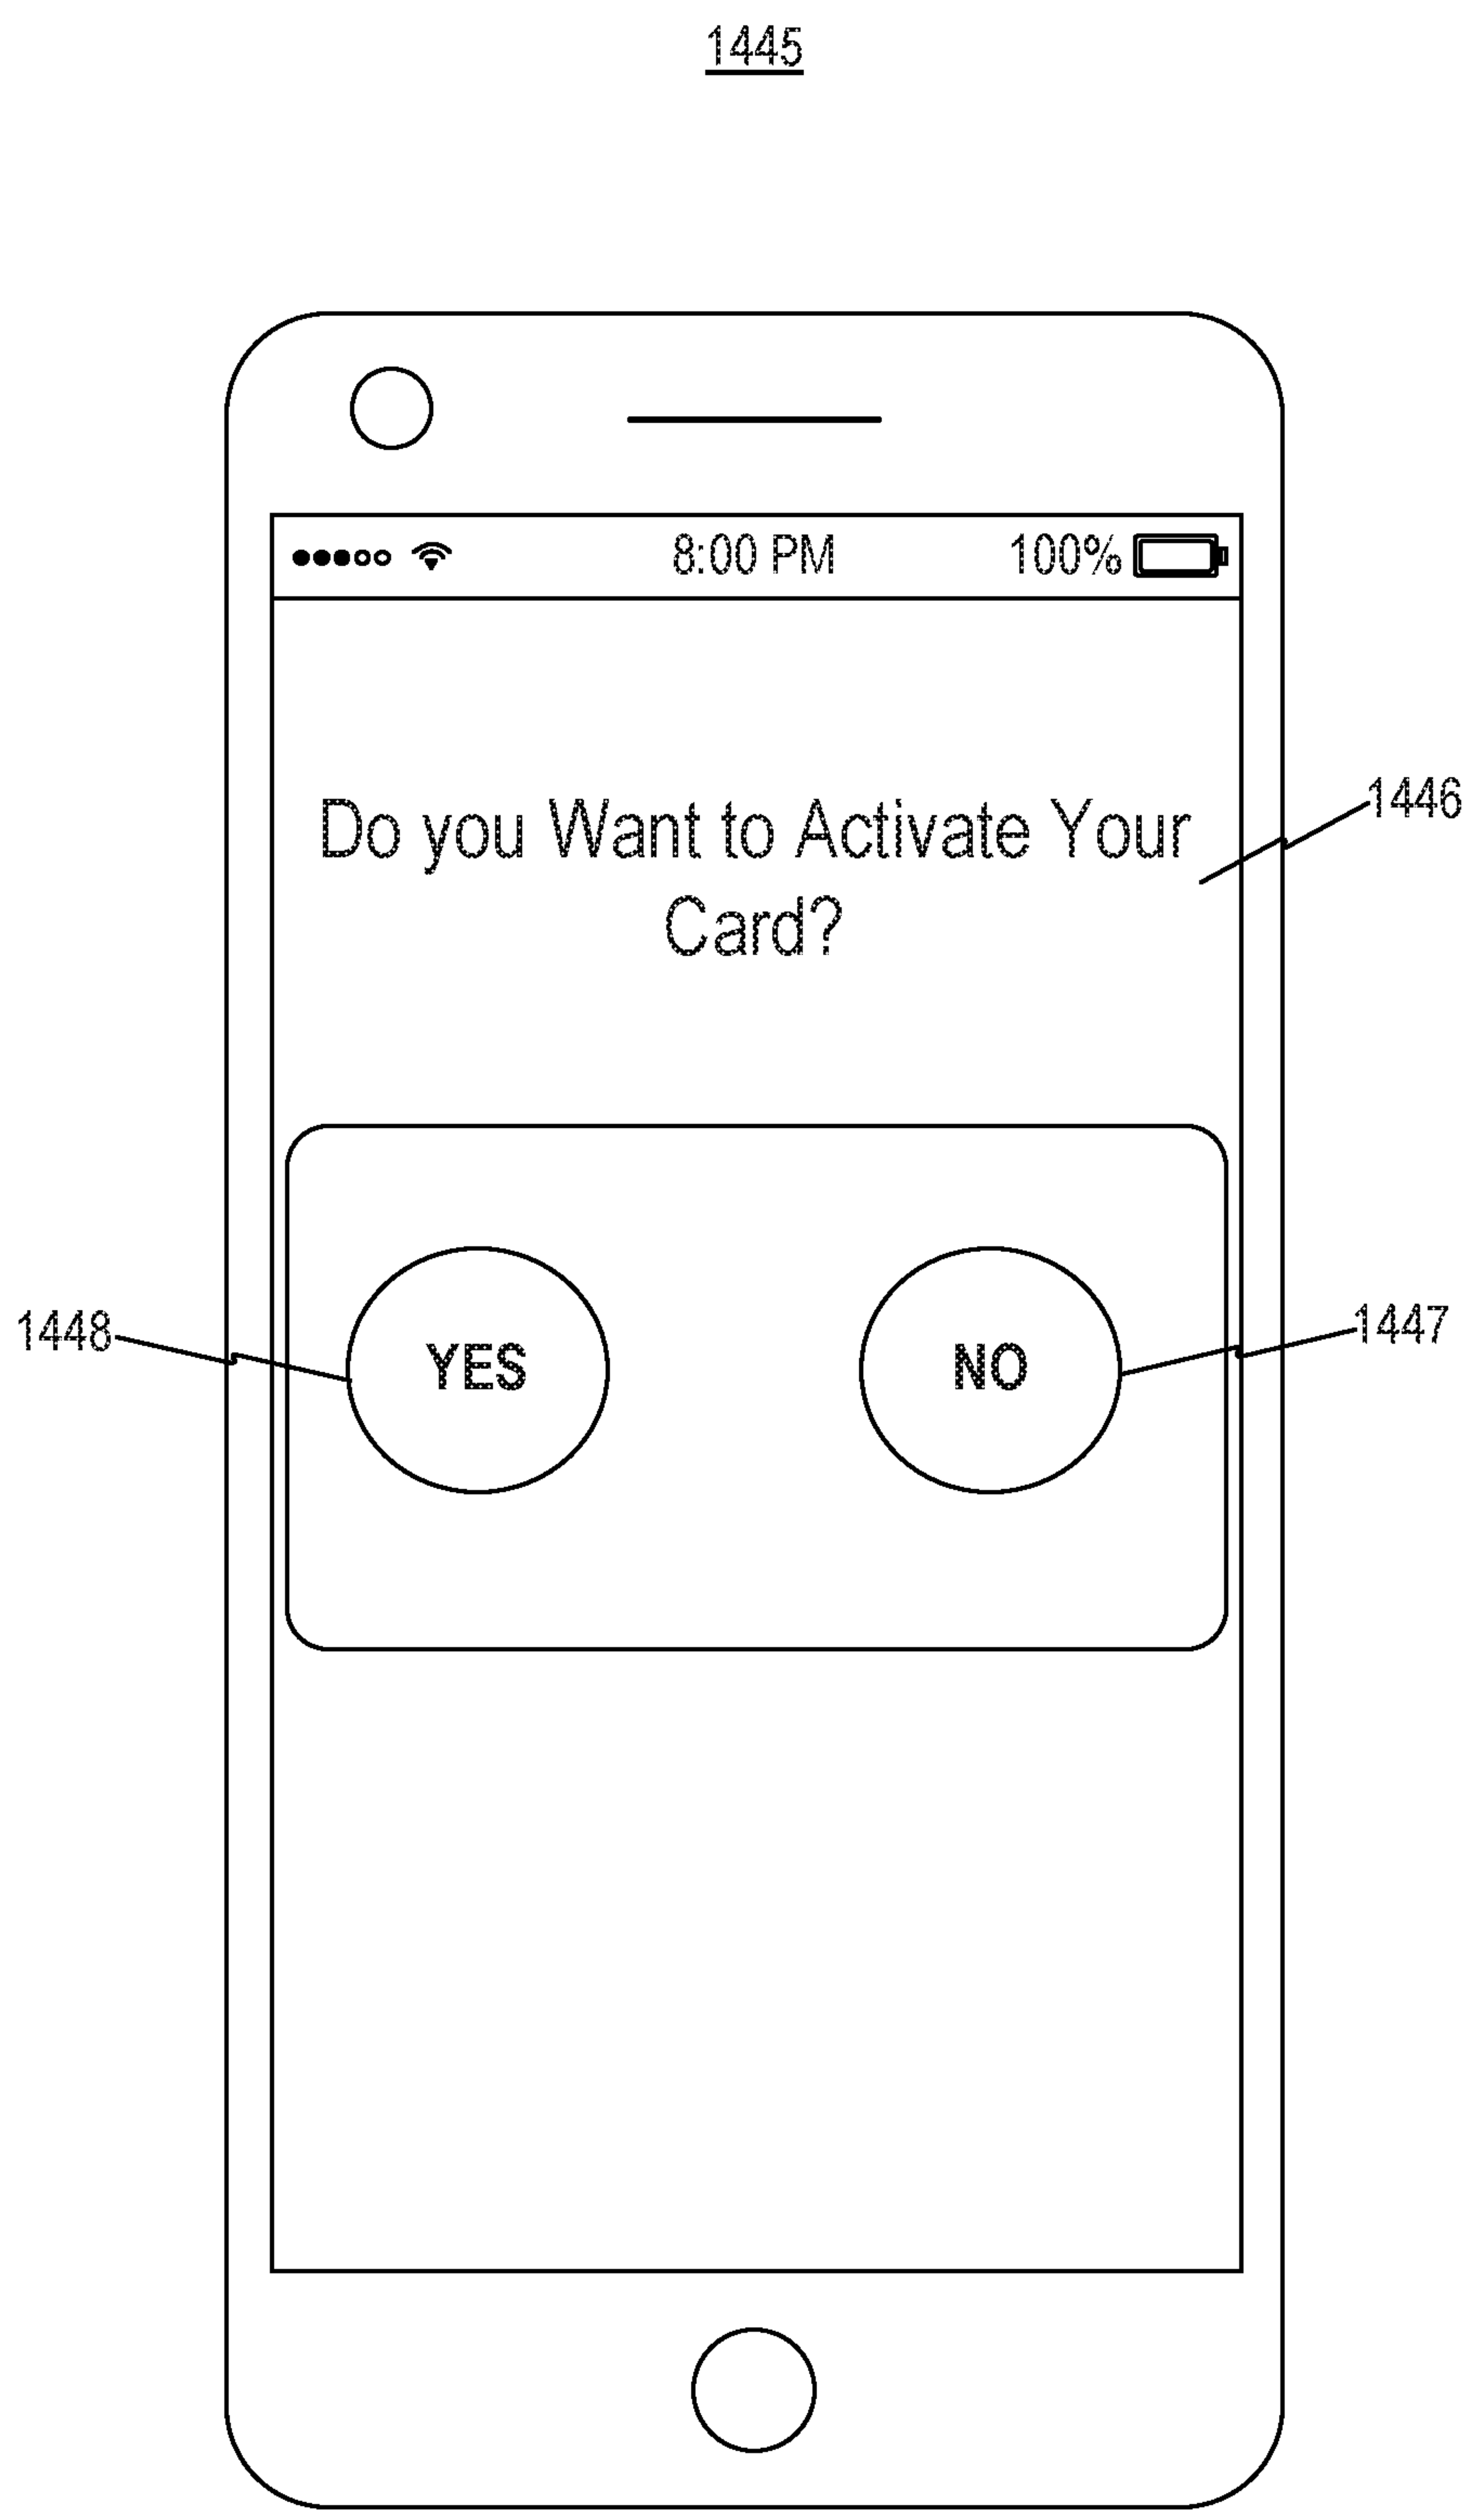 1445
8:00 PM 100%
Do you Want to Activate Your
Card?
1446
YES NO
1448
1447